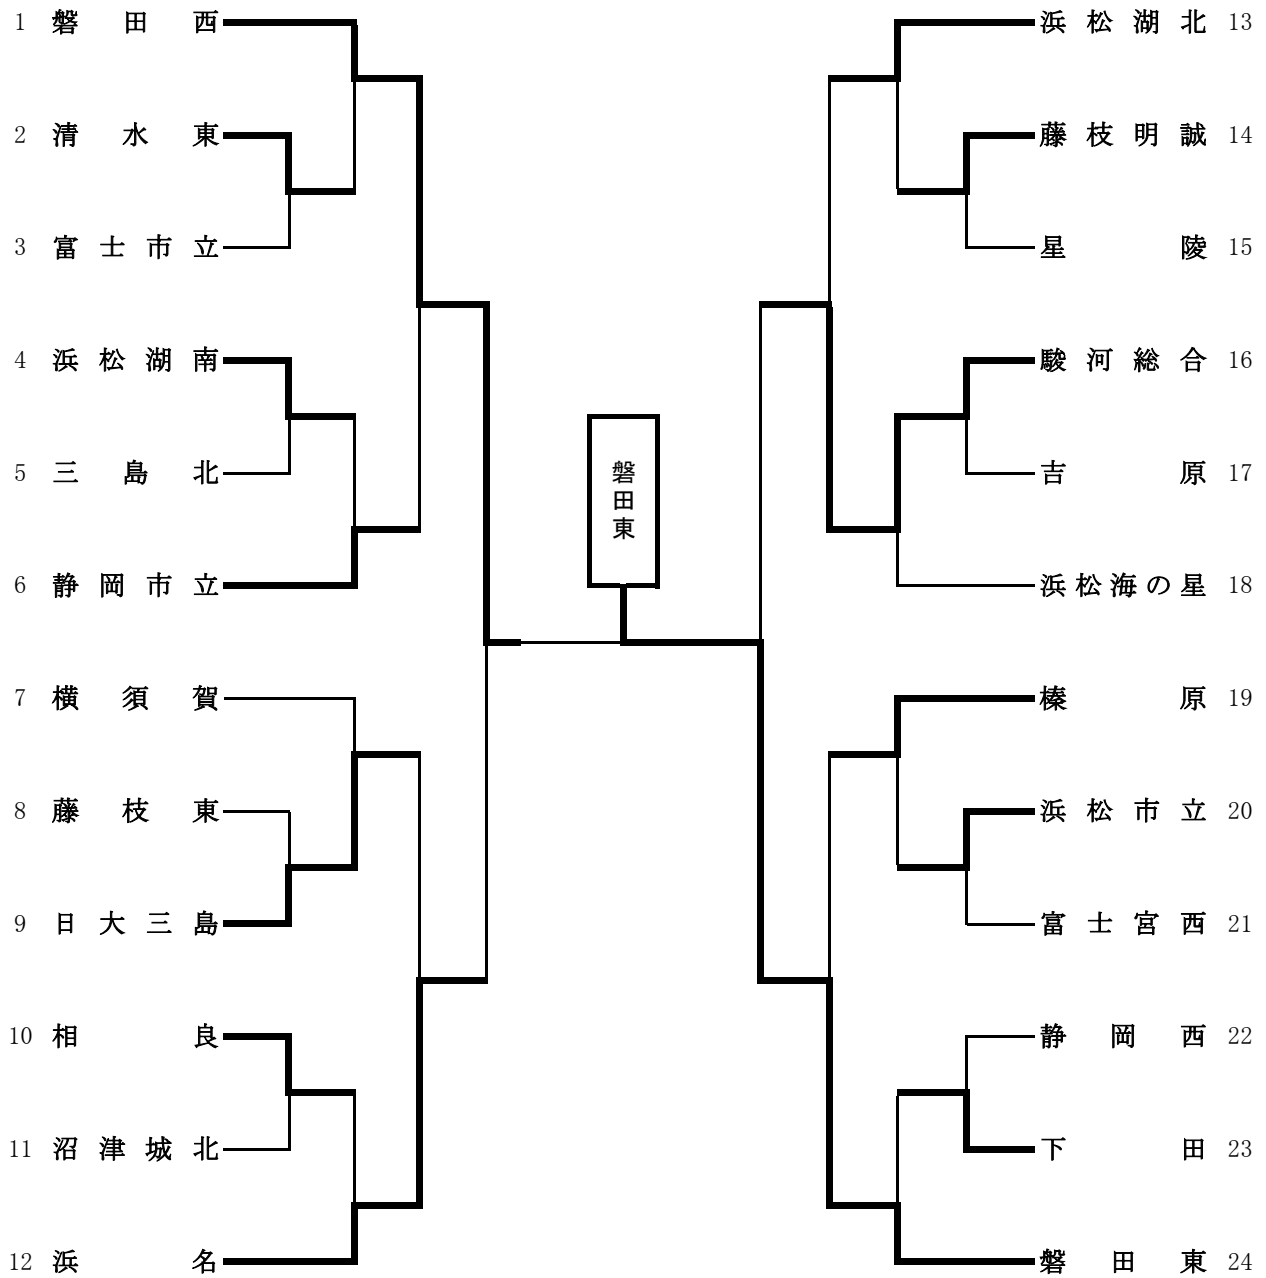 1 磐田西
2 清水東
3 富士市立
4 浜松湖南
5 三島北
6 静岡市立
7 横須賀
8 藤枝東
9 日大三島
10 相良
11 沼津城北
12 浜名
磐田東
浜松湖北 13
藤枝明誠 14
星陵 15
駿河総合 16
吉原 17
浜松海の星 18
榛原 19
浜松市立 20
富士宮西 21
静岡西 22
下田 23
磐田東 24